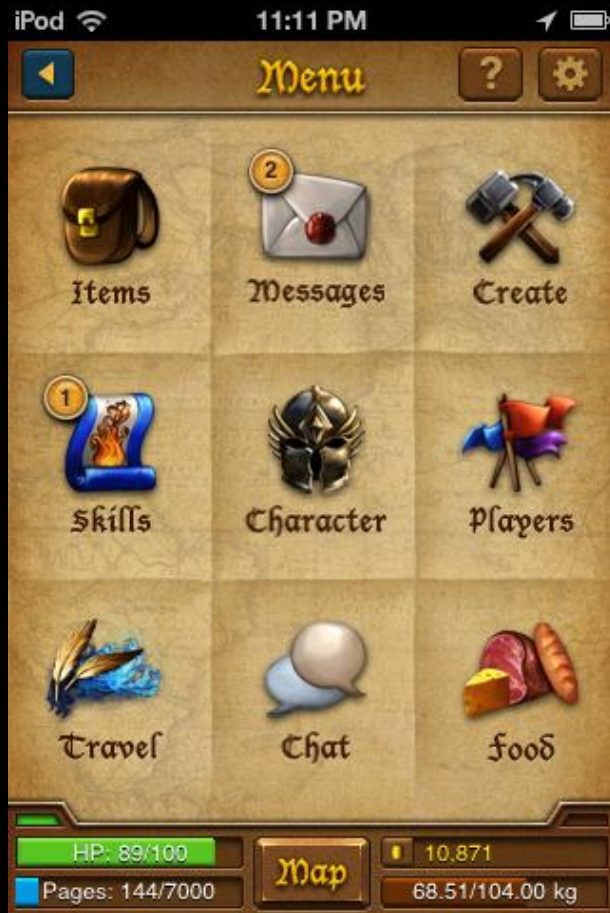 iPod 11:11 PM
Menu ?
2
Items Messages Create
1
Skills Character Players
Travel Chat Food
HP: 89/100 10,871
Map
Pages: 144/7000 68.51/104.00 kg